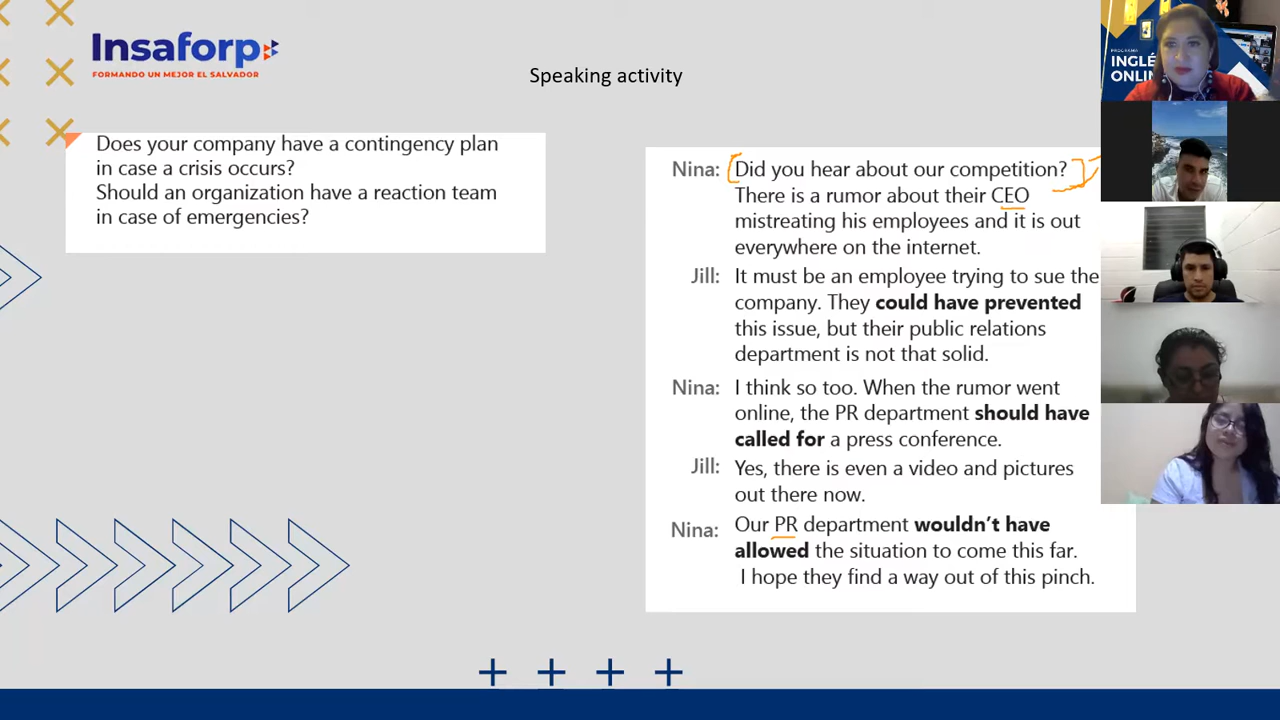 Insaforp
FORMANDO UN MEJOR EL SALVADOR
Speaking activity
Does your company have a contingency plan
in case a crisis occurs?
Should an organization have a reaction team
in case of emergencies?
Nina: Did you hear about our competition?
There is a rumor about their CEO
mistreating his employees and it is out
everywhere on the internet.
Jill: It must be an employee trying to sue the
company. They could have prevented
this issue, but their public relations
department is not that solid.
Nina: I think so too. When the rumor went
online, the PR department should have
called for a press conference.
Jill: Yes, there is even a video and pictures
out there now.
Nina: Our PR department wouldn't have
allowed the situation to come this far.
I hope they find a way out of this pinch.
PROGRAMA
INGLÉ
ONLIN